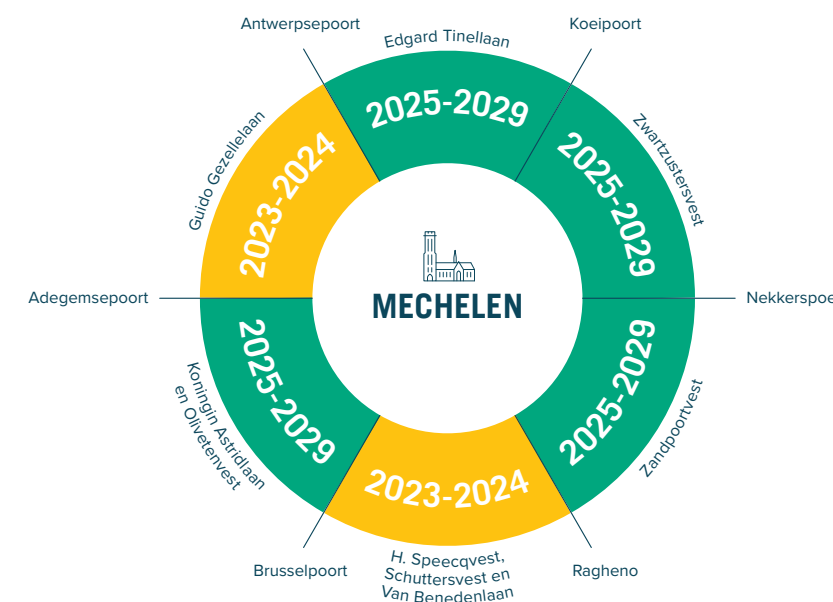 Antwerpsepoort
Edgard Tinellaan
Koeipoort
2025-2029
Guido Gezellelaan
2023-2024
Zwartzustersvest
2025-2029
MECHELEN
Adegemsepoort
Nekkerspoe
2025-2029
Koningin Astridlaan
en Olivetenvest
2025-2029
Zandpoortvest
2023-2024
Brusselpoort
Ragheno
H. Speecqvest,
Schuttersvest en
Van Benedenlaan